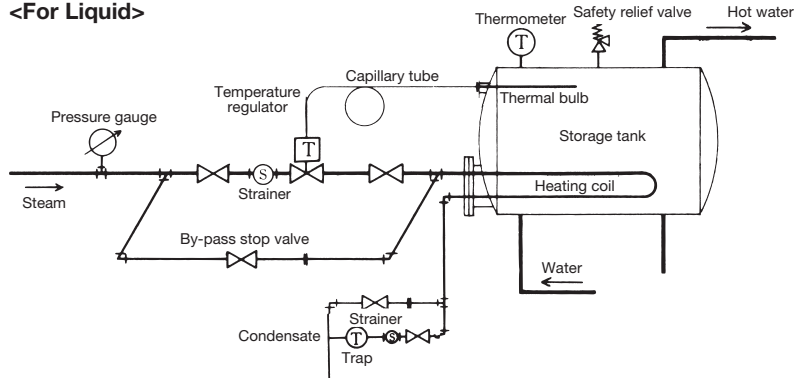 <For Liquid>
Thermometer
Safety relief valve
Hot water
T
Capillary tube
Temperature
regulator
Thermal bulb
Pressure gauge
T
Storage tank
S
Steam
Strainer
Heating coil
By-pass stop valve
Water
Strainer
Condensate
T
S
Trap